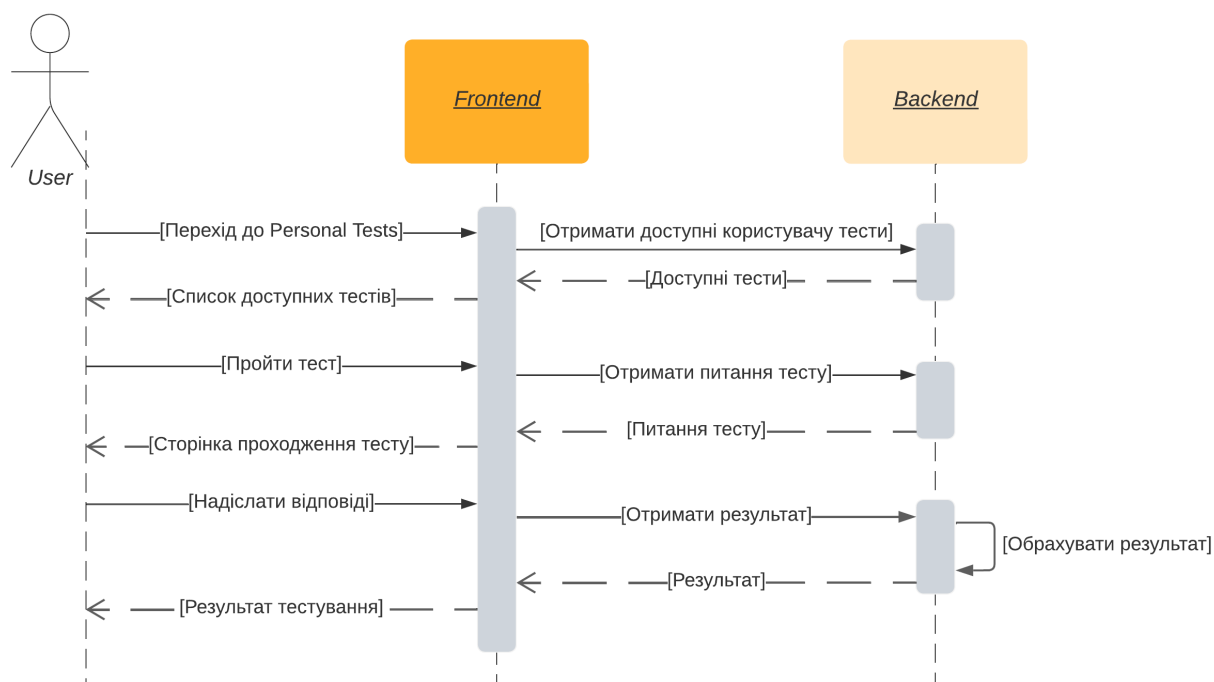 Frontend
Backend
User
[Перехід до Personal Tests]
[Отримати доступні користувачу тести]
[Доступні тести]
[Список доступних тестів]
[Пройти тест]
[Отримати питання тесту]
[Питання тесту]
[Сторінка проходження тесту]
[Надіслати відповіді]
[Отримати результат]
[Обрахувати результат]
[Результат]
[Результат тестування]